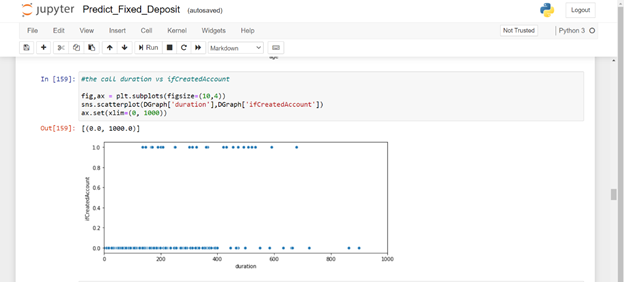 jupyter Predict_Fixed_Deposit (autosaved) Logout
File Edit View Insert Cell Kernel Widgets Help Not Trusted Python 3
Run Markdown
In [159]: #the call duration vs ifCreatedAccount
fig,ax = plt.subplots(figsize=(10,4))
sns.scatterplot(DGraph['duration'],DGraph['ifCreatedAccount'])
ax.set(xlim=(0, 1000))
Out[159]: [(0.0, 1000.0)]
1.0
0.8
0.6
ifCreatedAccount
0.4
0.2
0.0
0 200 400 600 800 1000
duration